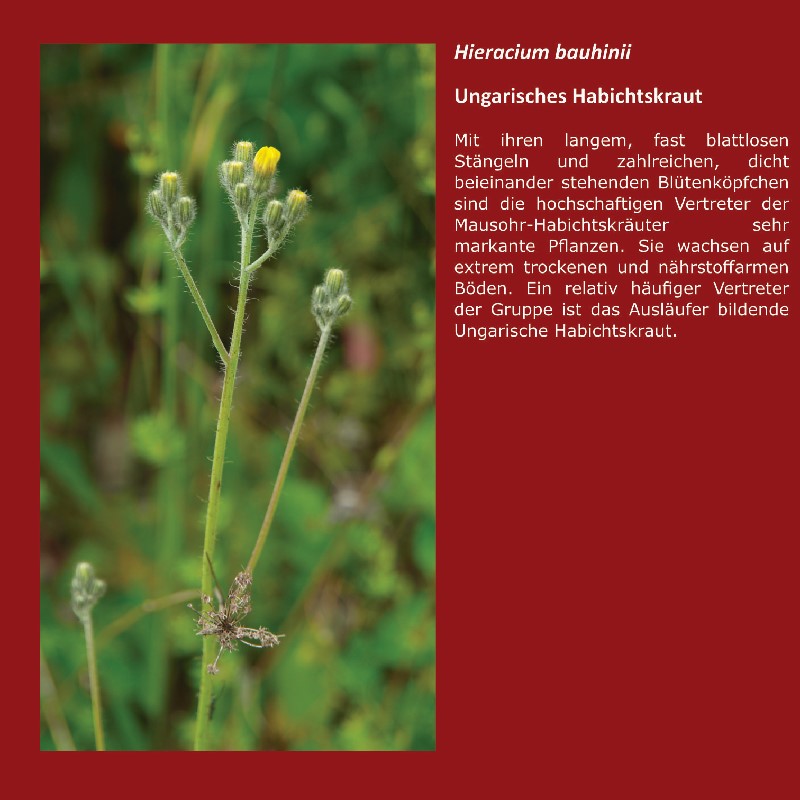 Hieracium bauhinii
Ungarisches Habichtskraut
Mit ihren langem, fast blattlosen
Stängeln und zahlreichen, dicht
beieinander stehenden Blütenköpfchen
sind die hochschaftigen Vertreter der
Mausohr-Habichtskräuter sehr
markante Pflanzen. Sie wachsen auf
extrem trockenen und nährstoffarmen
Böden. Ein relativ häufiger Vertreter
der Gruppe ist das Ausläufer bildende
Ungarische Habichtskraut.